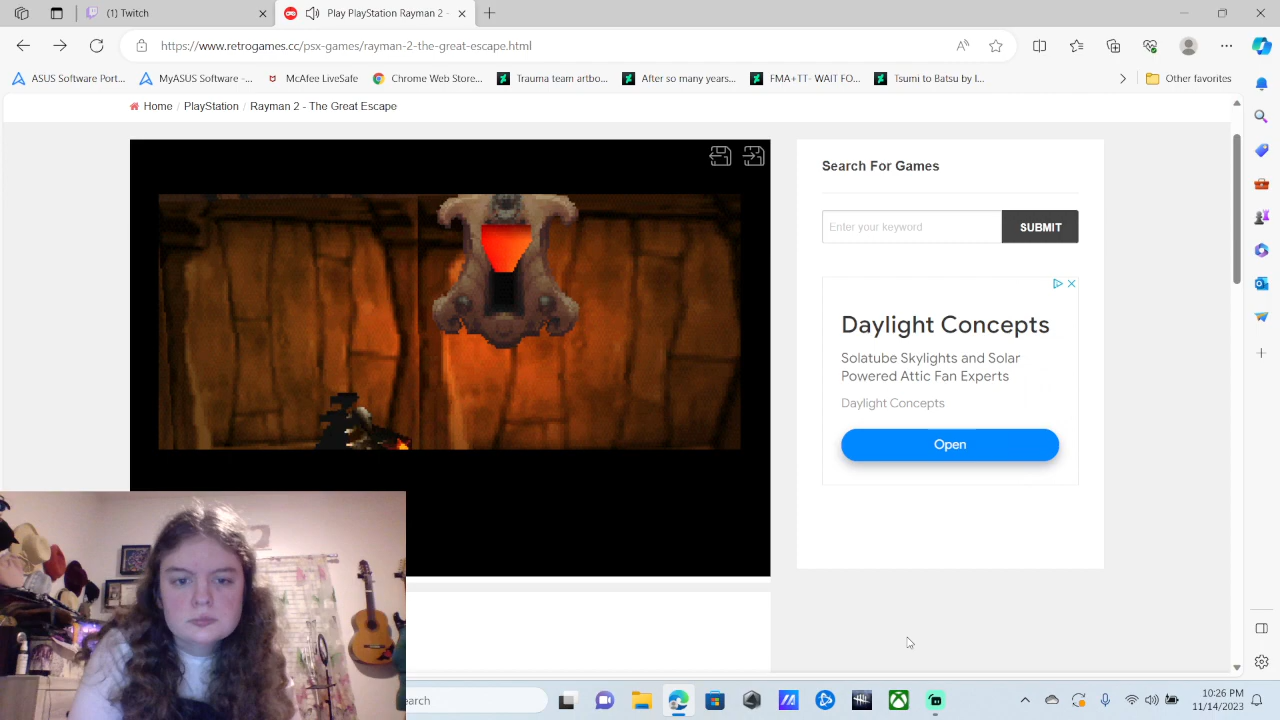 (1) Twitch
Play PlayStation Rayman 2 -
https://www.retrogames.cc/psx-games/rayman-2-the-great-escape.html
ASUS Software Port...
MyASUS Software -...
McAfee LiveSafe
Chrome Web Store...
Trauma team artbo...
After so many years...
FMA+TT- WAIT FO...
Tsumi to Batsu by I...
Other favorites
Home / PlayStation / Rayman 2 - The Great Escape
Search For Games
Enter your keyword
SUBMIT
Daylight Concepts
Solatube Skylights and Solar
Powered Attic Fan Experts
Daylight Concepts
Open
earch
10:26 PM
11/14/2023